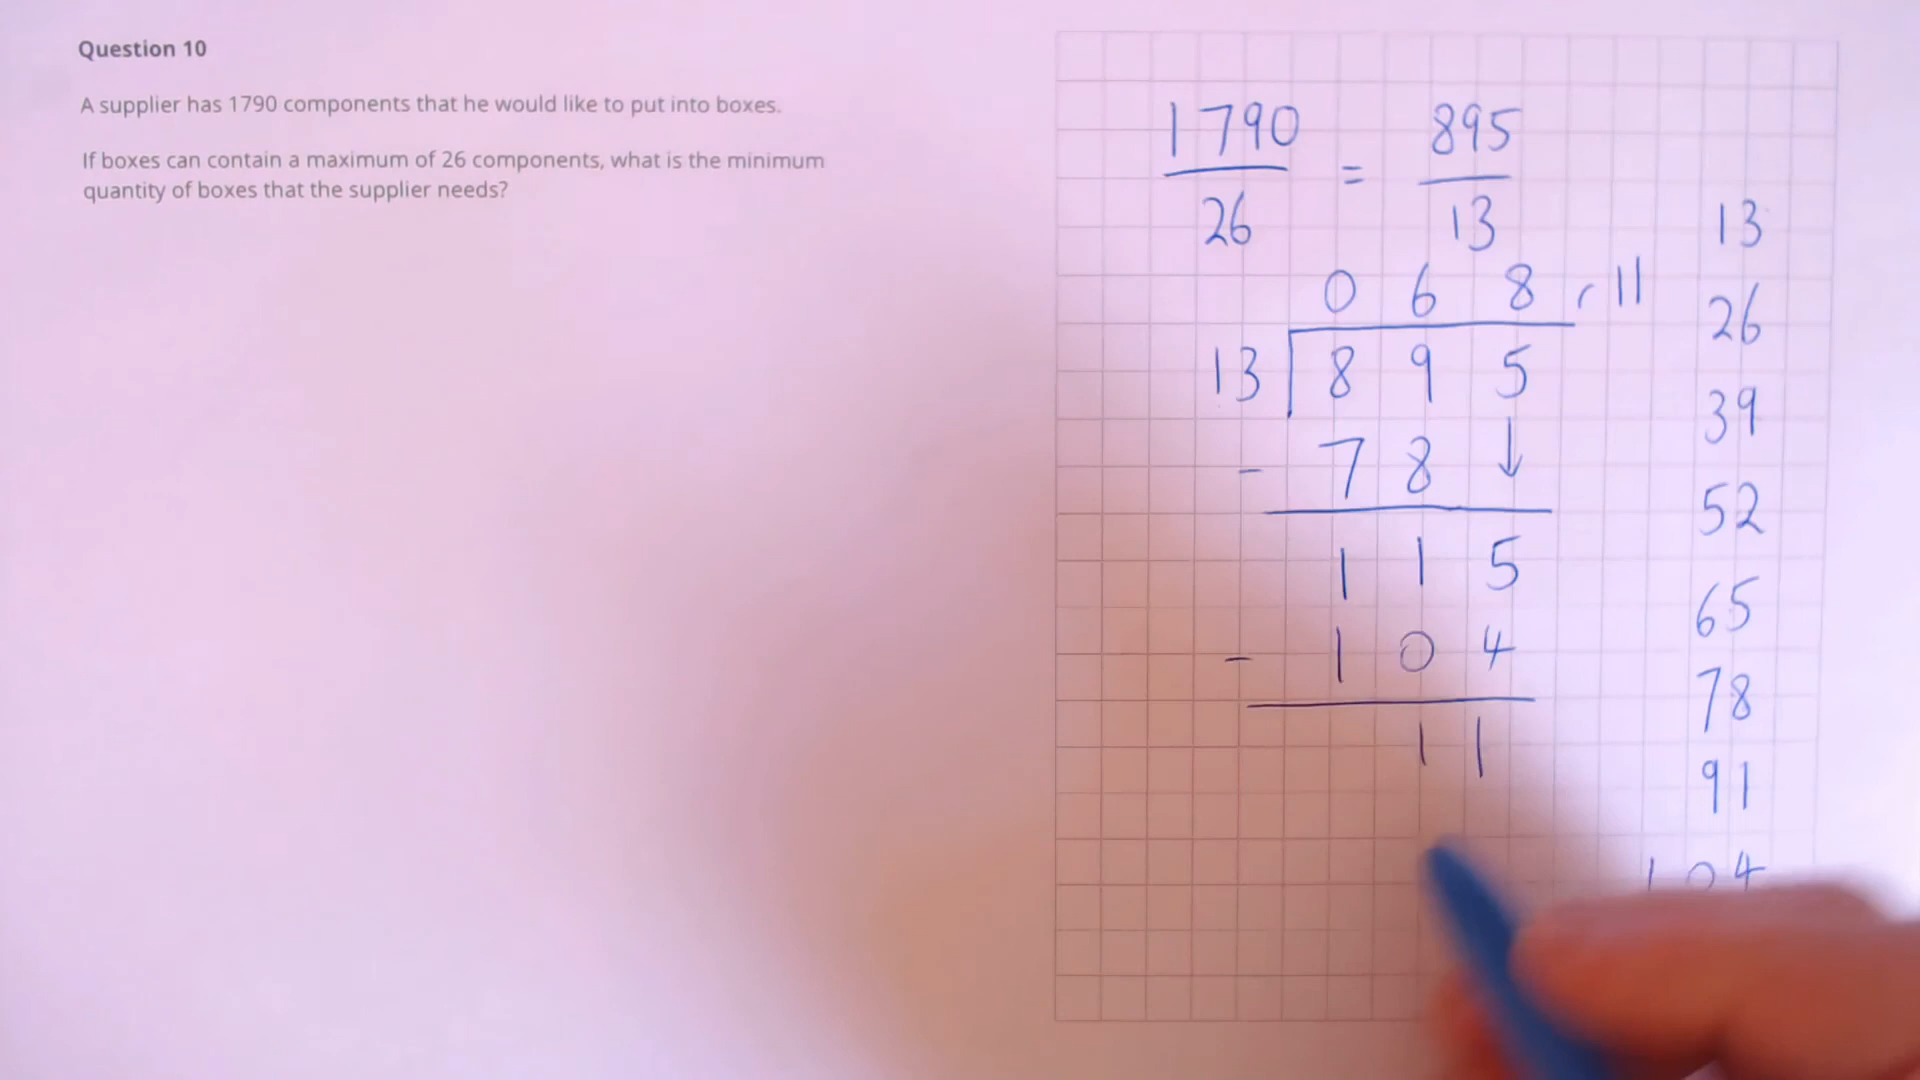 Question 10
A supplier has 1790 components that he would like to put into boxes.
If boxes can contain a maximum of 26 components, what is the minimum
quantity of boxes that the supplier needs?
1790 = 895
26 13
0 6 8 r 11
13 8 9 5
- 7 8 ↓
1 1 5
- 1 0 4
1 1
13
26
39
52
65
78
91
104